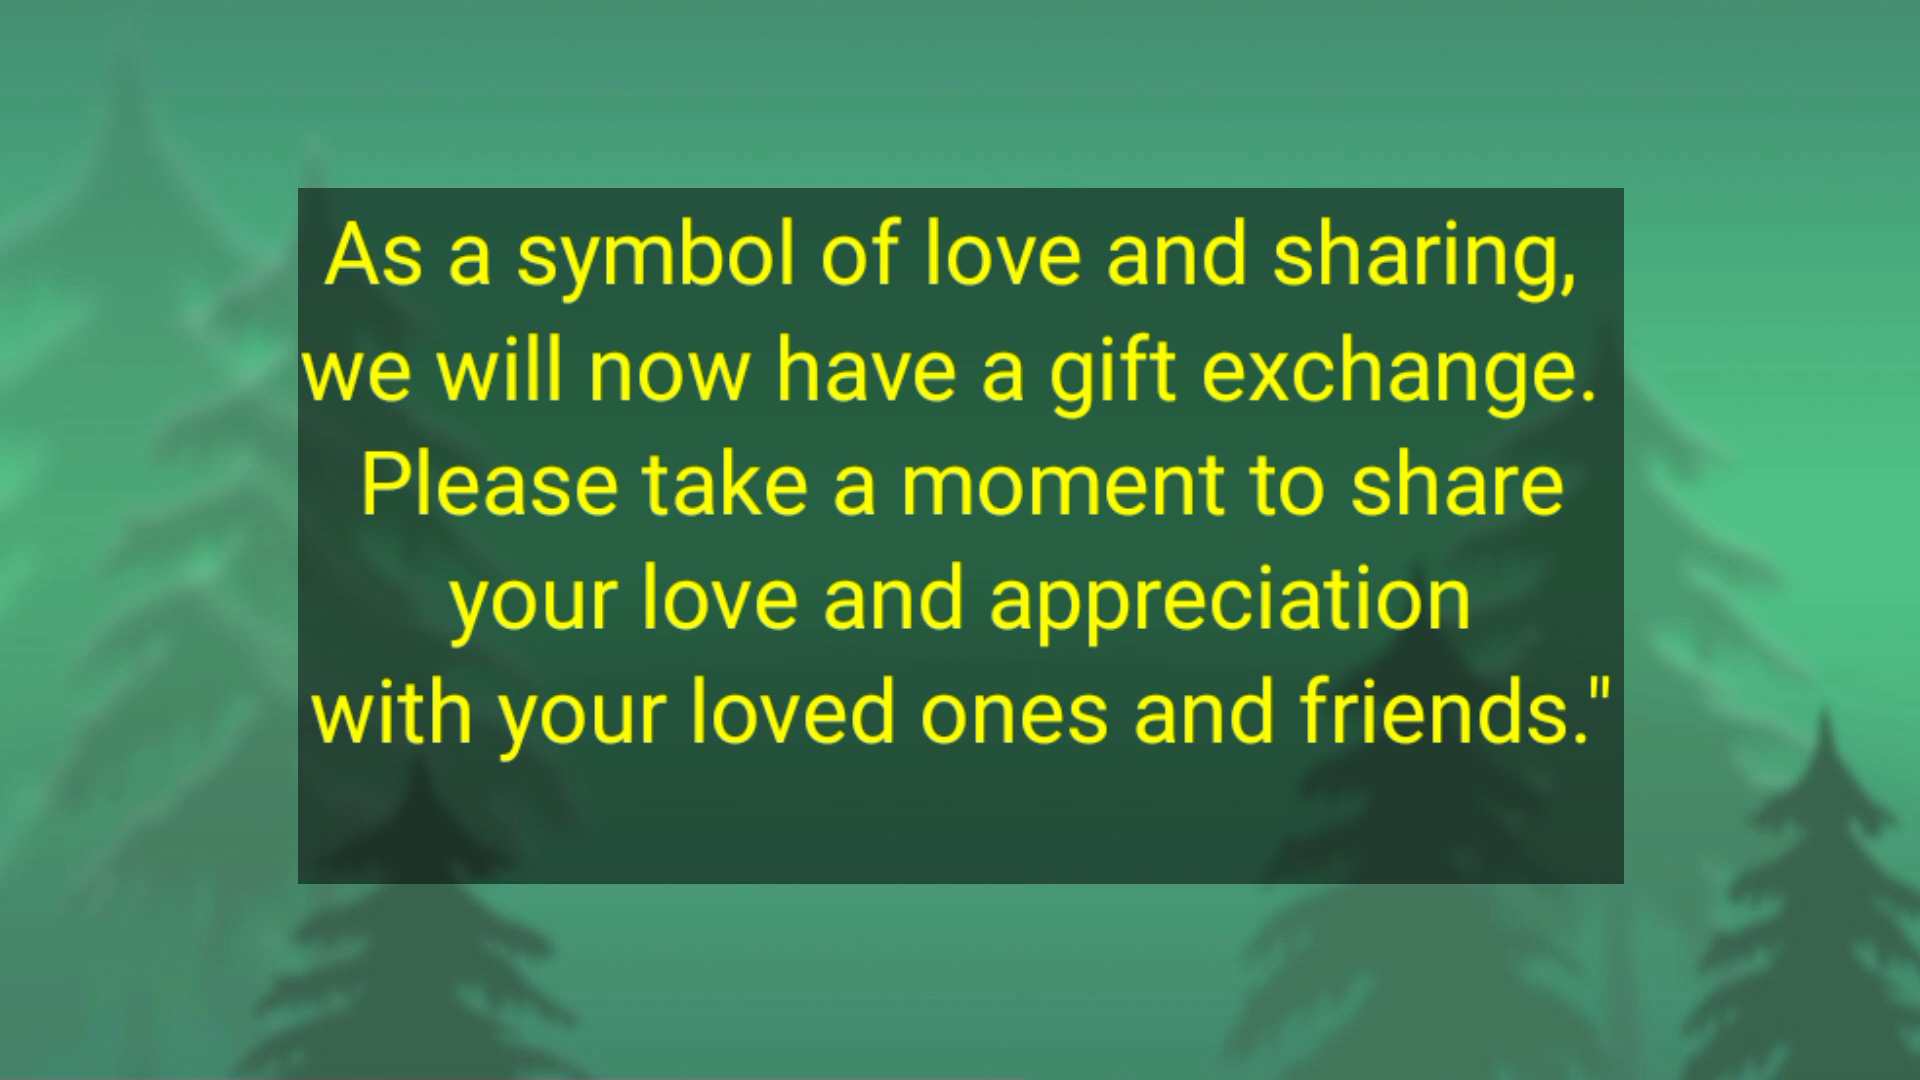 As a symbol of love and sharing,
we will now have a gift exchange.
Please take a moment to share
your love and appreciation
with your loved ones and friends."